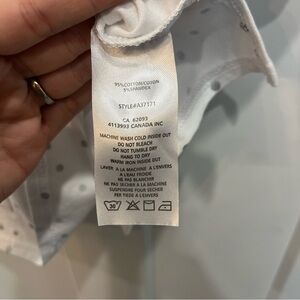 95%COTTON/COTON
5%SPANDEX
STYLE#A37171
CA 62093
4113993 CANADA INC
MACHINE WASH COLD INSIDE OUT
DO NOT BLEACH
DO NOT TUMBLE DRY
HANG TO DRY
WARM IRON INSIDE OUT
LAVER A LA MACHINE A L'ENVERS
A L'EAU FROIDE
NE PAS BLANCHIR
NE PAS SECHER A LA MACHINE
SUSPENDRE POUR SECHER
PAR TIEDE A L'ENVERS
30